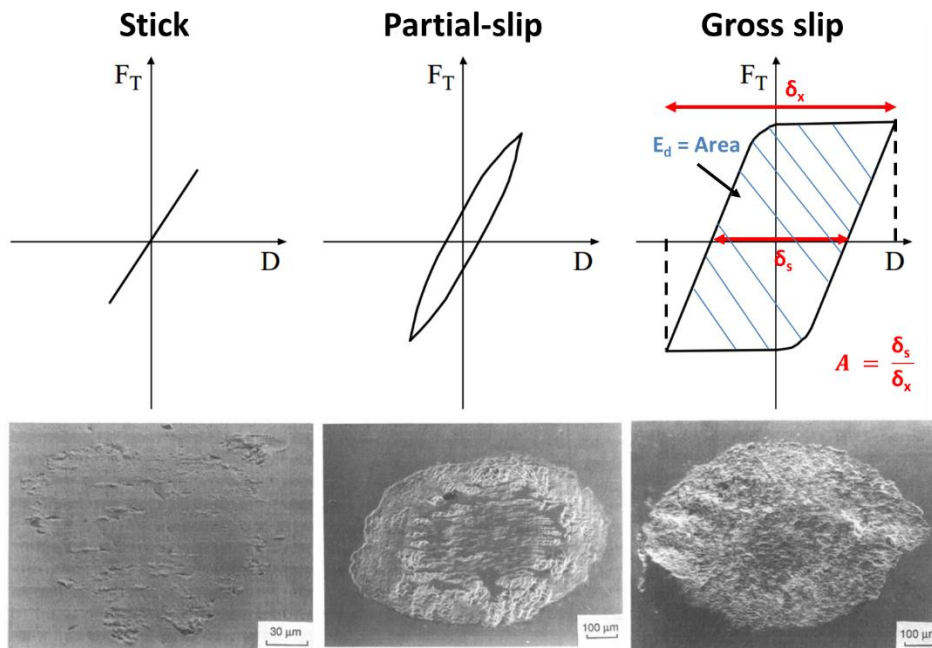 Stick
Partial-slip
Gross slip
F_T
D
F_T
D
F_T
δ_x
E_d = Area
D
δ_s
A = δ_s / δ_x
30 μm
100 μm
100 μm